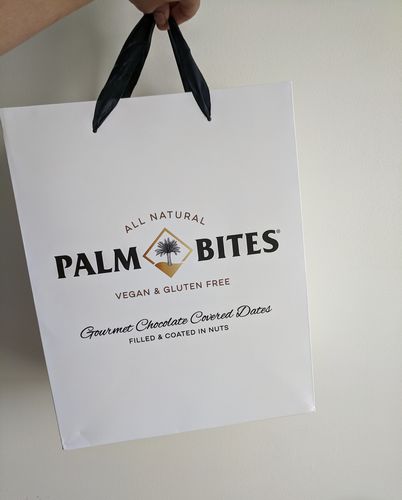 ALL NATURAL
PALM BITES®
VEGAN & GLUTEN FREE
Gourmet Chocolate Covered Dates
FILLED & COATED IN NUTS